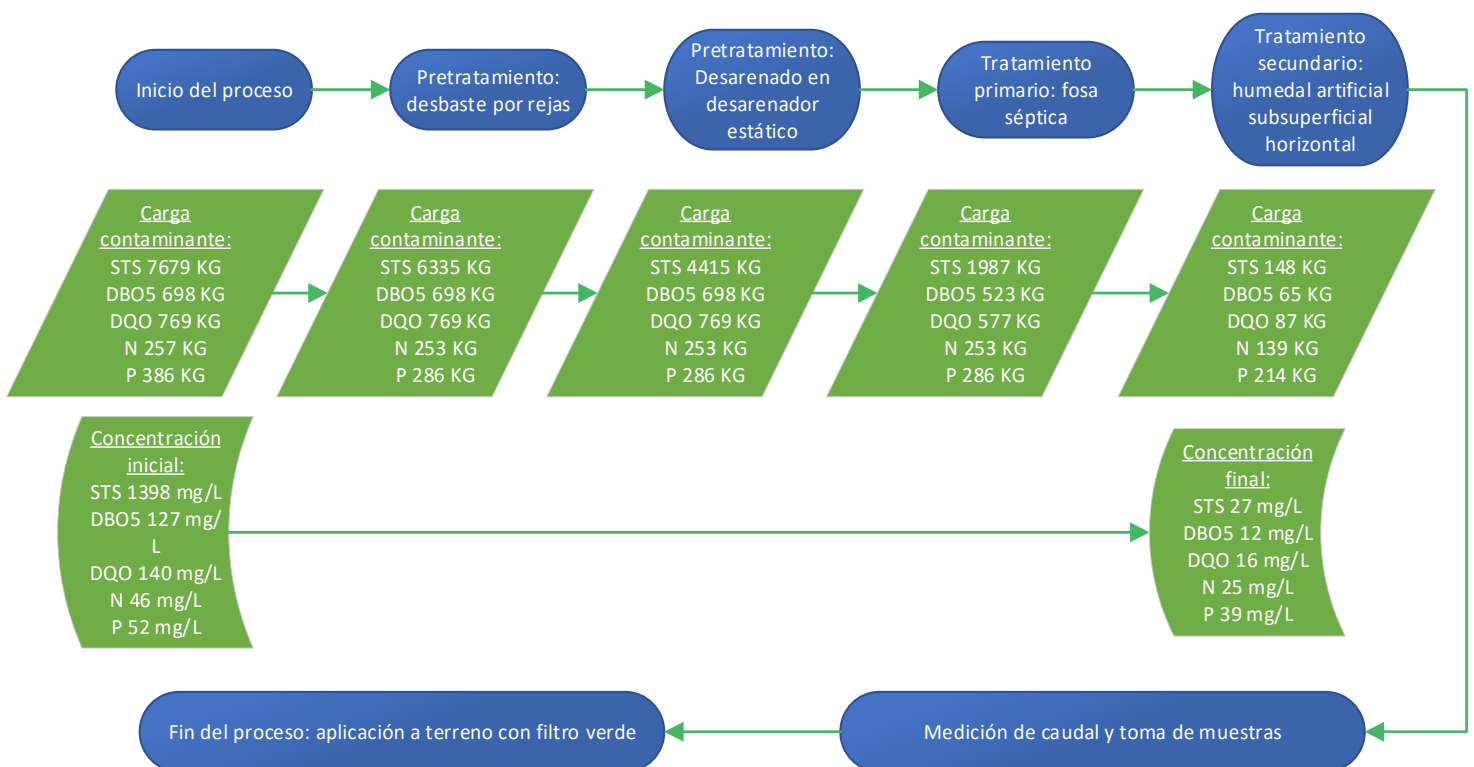 Inicio del proceso
Pretratamiento:
desbaste por rejas
Pretratamiento:
Desarenado en
desarenador
estático
Tratamiento
primario: fosa
séptica
Tratamiento
secundario:
humedal artificial
subsuperficial
horizontal
Carga
contaminante:
STS 7679 KG
DBO5 698 KG
DQO 769 KG
N 257 KG
P 386 KG
Carga
contaminante:
STS 6335 KG
DBO5 698 KG
DQO 769 KG
N 253 KG
P 286 KG
Carga
contaminante:
STS 4415 KG
DBO5 698 KG
DQO 769 KG
N 253 KG
P 286 KG
Carga
contaminante:
STS 1987 KG
DBO5 523 KG
DQO 577 KG
N 253 KG
P 286 KG
Carga
contaminante:
STS 148 KG
DBO5 65 KG
DQO 87 KG
N 139 KG
P 214 KG
Concentración
inicial:
STS 1398 mg/L
DBO5 127 mg/
L
DQO 140 mg/L
N 46 mg/L
P 52 mg/L
Concentración
final:
STS 27 mg/L
DBO5 12 mg/L
DQO 16 mg/L
N 25 mg/L
P 39 mg/L
Fin del proceso: aplicación a terreno con filtro verde
Medición de caudal y toma de muestras